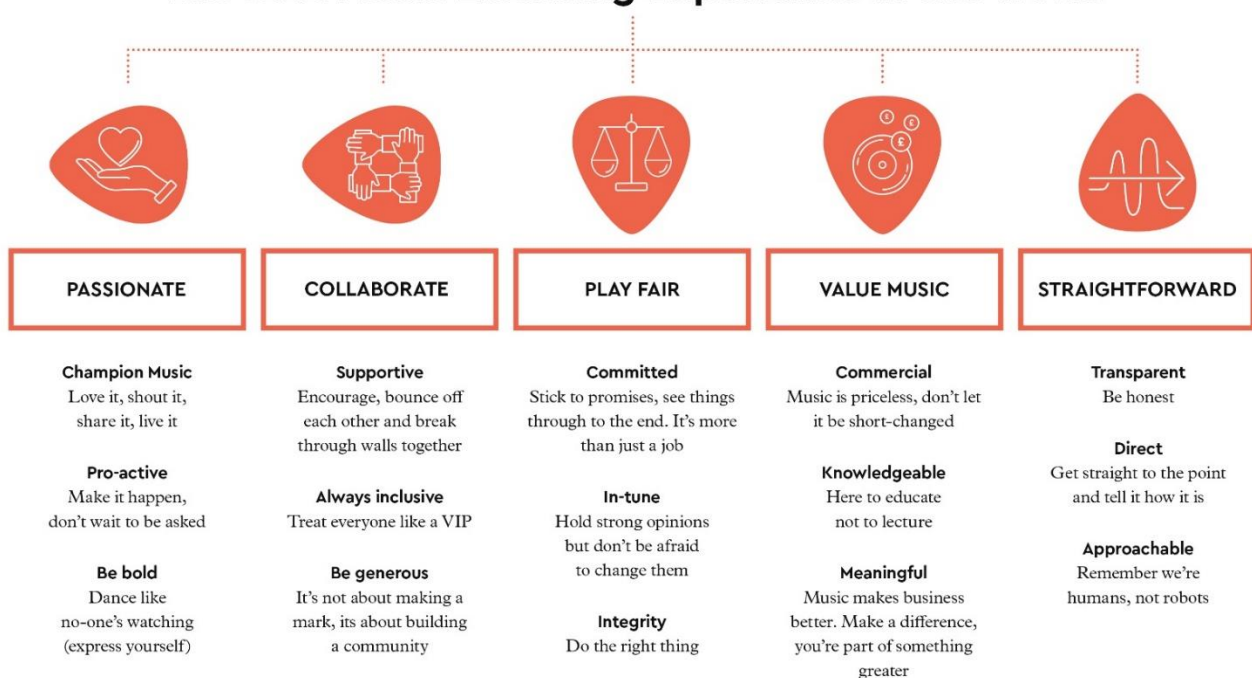 PASSIONATE
Champion Music
Love it, shout it,
share it, live it
Pro-active
Make it happen,
don't wait to be asked
Be bold
Dance like
no-one's watching
(express yourself)
COLLABORATE
Supportive
Encourage, bounce off
each other and break
through walls together
Always inclusive
Treat everyone like a VIP
Be generous
It's not about making a
mark, its about building
a community
PLAY FAIR
Committed
Stick to promises, see things
through to the end. It's more
than just a job
In-tune
Hold strong opinions
but don't be afraid
to change them
Integrity
Do the right thing
£
£
£
VALUE MUSIC
Commercial
Music is priceless, don't let
it be short-changed
Knowledgeable
Here to educate
not to lecture
Meaningful
Music makes business
better. Make a difference,
you're part of something
greater
STRAIGHTFORWARD
Transparent
Be honest
Direct
Get straight to the point
and tell it how it is
Approachable
Remember we're
humans, not robots